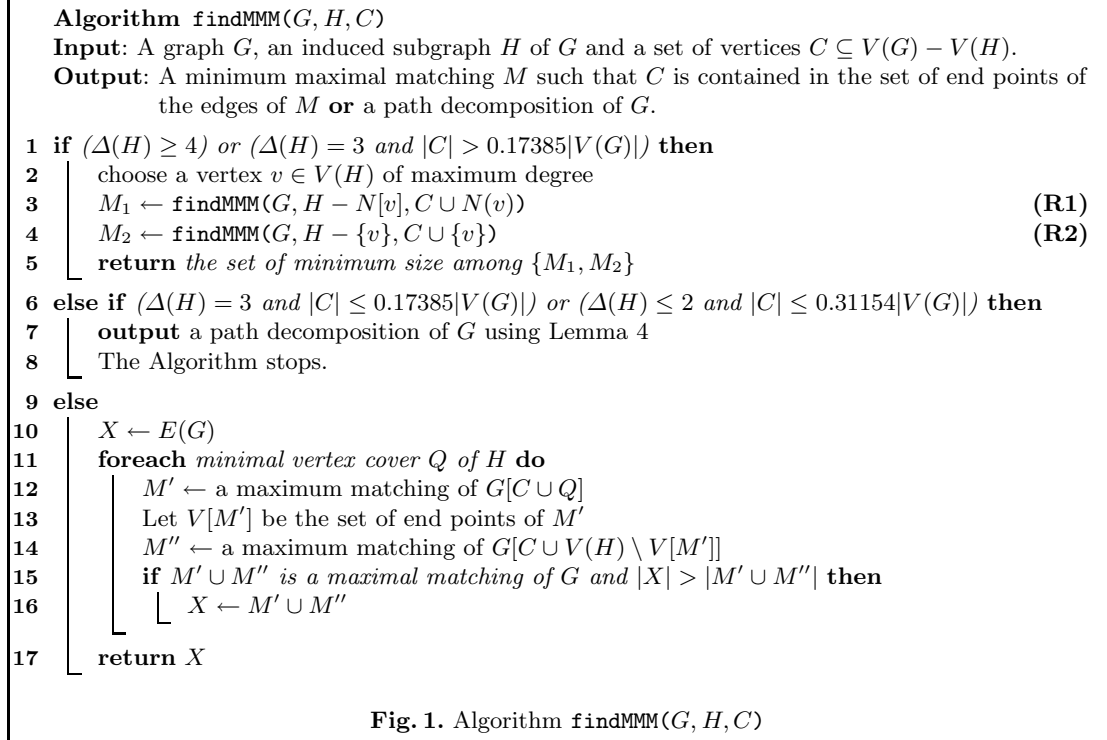 Algorithm findMMM(G, H, C)
Input: A graph G, an induced subgraph H of G and a set of vertices C ⊆ V(G) − V(H).
Output: A minimum maximal matching M such that C is contained in the set of end points of
the edges of M or a path decomposition of G.
1 if (Δ(H) ≥ 4) or (Δ(H) = 3 and |C| > 0.17385|V(G)|) then
2 choose a vertex v ∈ V(H) of maximum degree
3 M₁ ← findMMM(G, H − N[v], C ∪ N(v)) (R1)
4 M₂ ← findMMM(G, H − {v}, C ∪ {v}) (R2)
5 return the set of minimum size among {M₁, M₂}
6 else if (Δ(H) = 3 and |C| ≤ 0.17385|V(G)|) or (Δ(H) ≤ 2 and |C| ≤ 0.31154|V(G)|) then
7 output a path decomposition of G using Lemma 4
8 The Algorithm stops.
9 else
10 X ← E(G)
11 foreach minimal vertex cover Q of H do
12 M′ ← a maximum matching of G[C ∪ Q]
13 Let V[M′] be the set of end points of M′
14 M″ ← a maximum matching of G[C ∪ V(H) \ V[M′]]
15 if M′ ∪ M″ is a maximal matching of G and |X| > |M′ ∪ M″| then
16 X ← M′ ∪ M″
17 return X
Fig. 1. Algorithm findMMM(G, H, C)